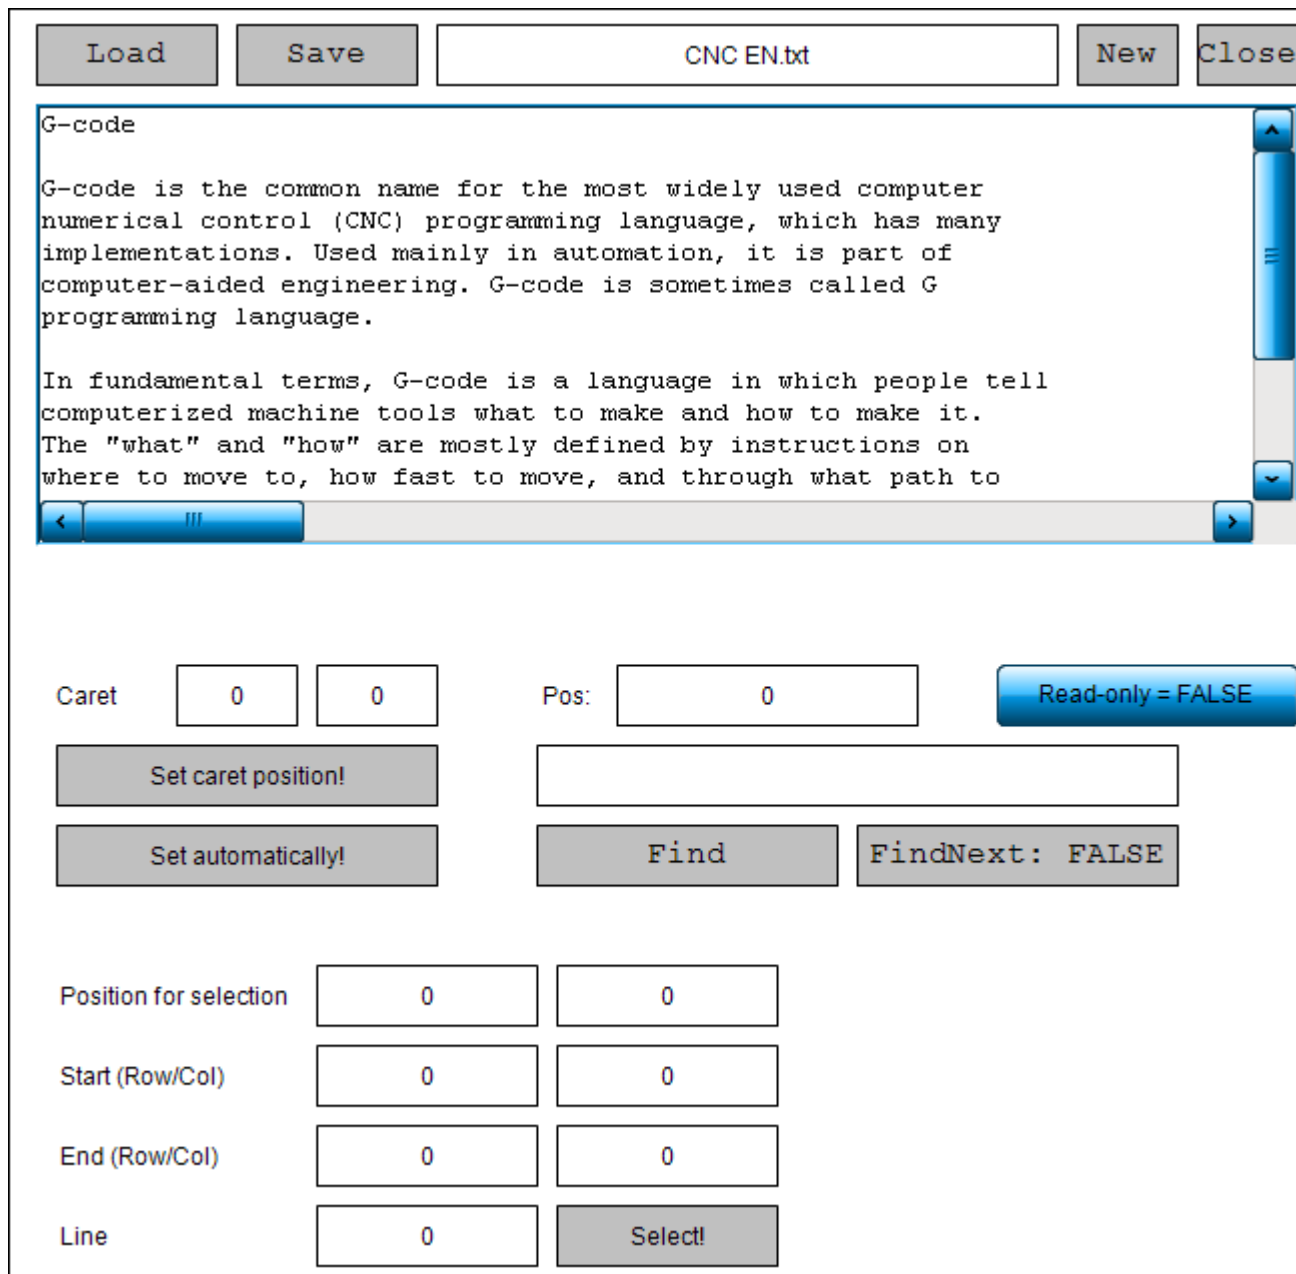 Load Save CNC EN.txt New Close
G-code
G-code is the common name for the most widely used computer
numerical control (CNC) programming language, which has many
implementations. Used mainly in automation, it is part of
computer-aided engineering. G-code is sometimes called G
programming language.
In fundamental terms, G-code is a language in which people tell
computerized machine tools what to make and how to make it.
The "what" and "how" are mostly defined by instructions on
where to move to, how fast to move, and through what path to
Caret 0 0 Pos: 0 Read-only = FALSE
Set caret position!
Set automatically! Find FindNext: FALSE
Position for selection 0 0
Start (Row/Col) 0 0
End (Row/Col) 0 0
Line 0 Select!